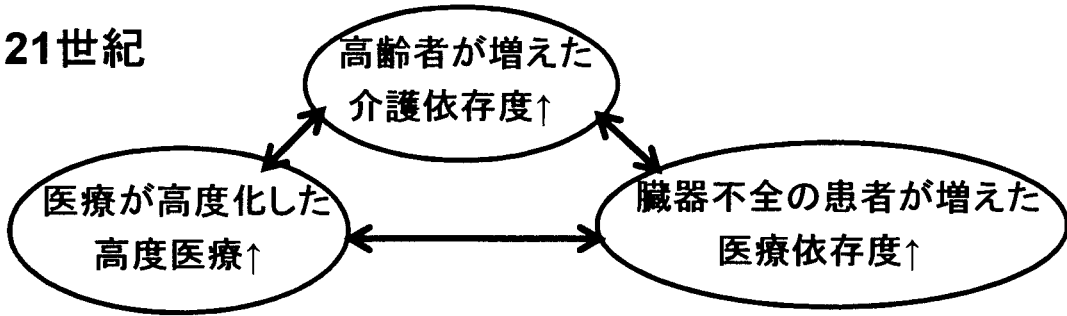 21世紀
高齢者が増えた
介護依存度↑
医療が高度化した
高度医療↑
臓器不全の患者が増えた
医療依存度↑